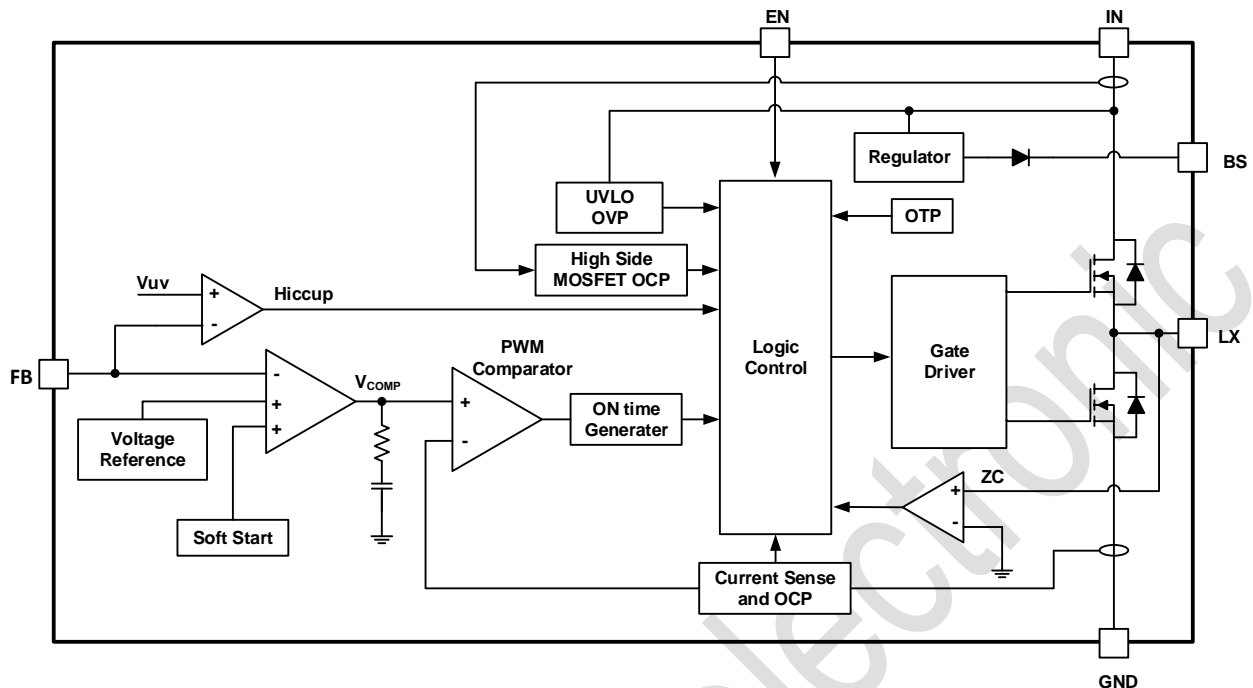 EN
IN
Regulator
BS
UVLO
OVP
OTP
High Side
MOSFET OCP
Vuv
+
-
Hiccup
LX
FB
PWM
Comparator
Logic
Control
Gate
Driver
-
+
+
VCOMP
+
-
ON time
Generater
Voltage
Reference
ZC
+
-
Soft Start
Current Sense
and OCP
GND
electronic